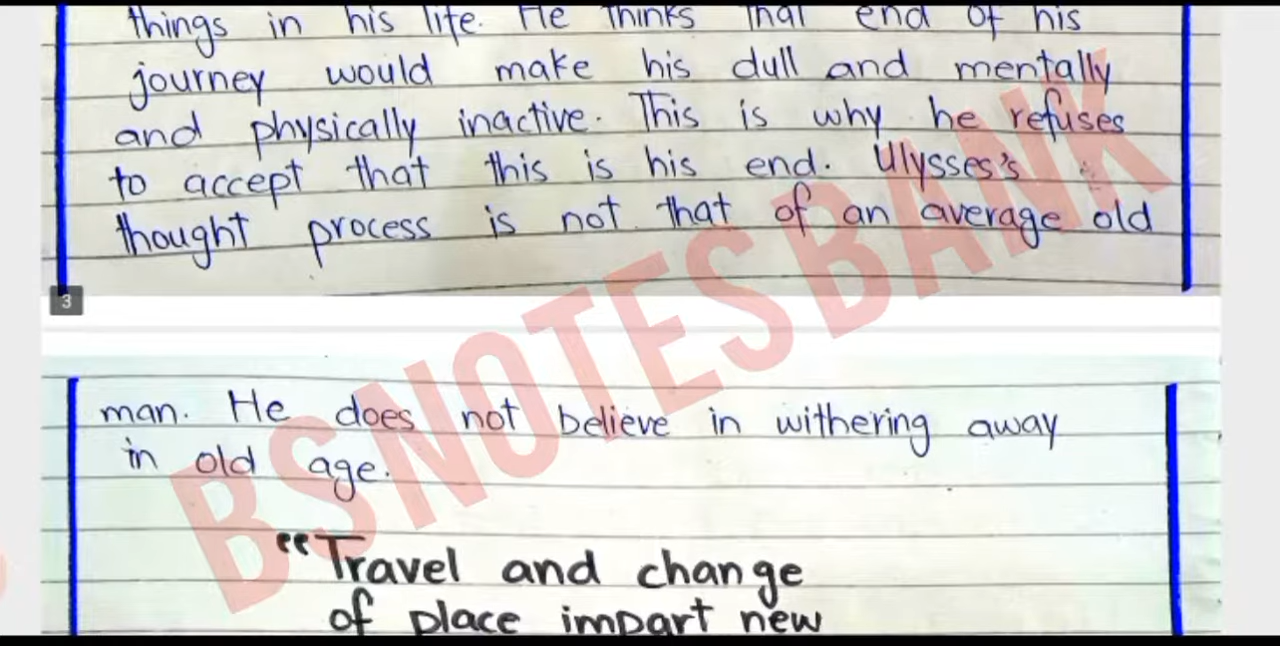 things in his life. He thinks that end of his
journey would make his dull and mentally
and physically inactive. This is why he refuses
to accept that this is his end. Ulysses's
thought process is not that of an average old
3
man. He does not believe in withering away
in old age.
"Travel and change
of place impart new
BSNOTES BANK